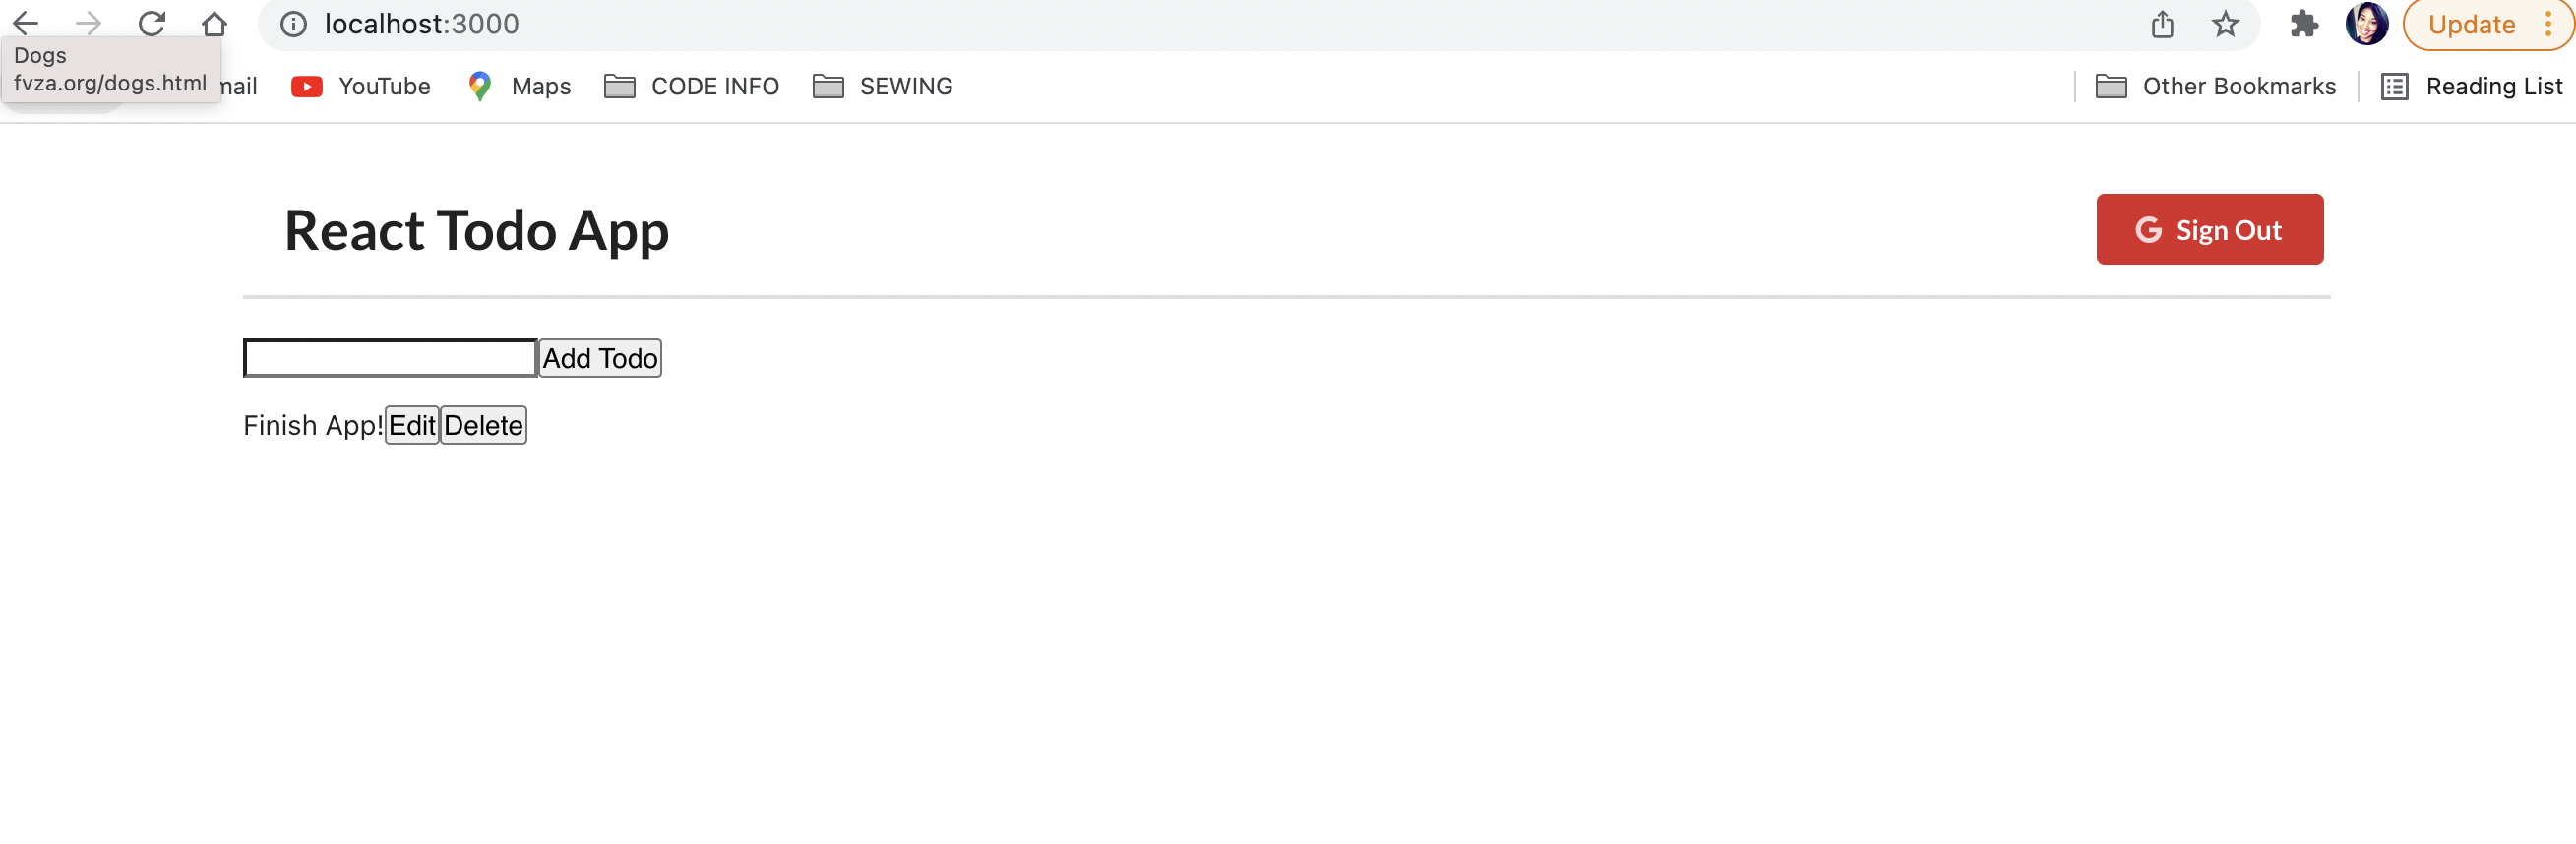 localhost:3000
Update
Dogs
fvza.org/dogs.html
mail YouTube Maps CODE INFO SEWING Other Bookmarks Reading List
React Todo App
G Sign Out
Add Todo
Finish App! Edit Delete